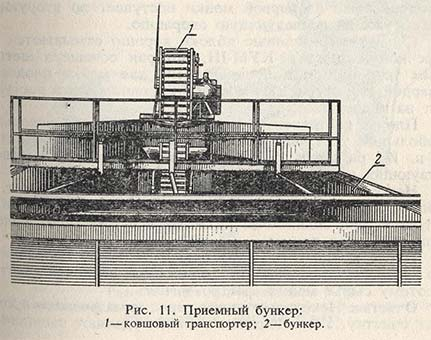 1
2
Рис. 11. Приемный бункер:
1—ковшовый транспортер; 2—бункер.